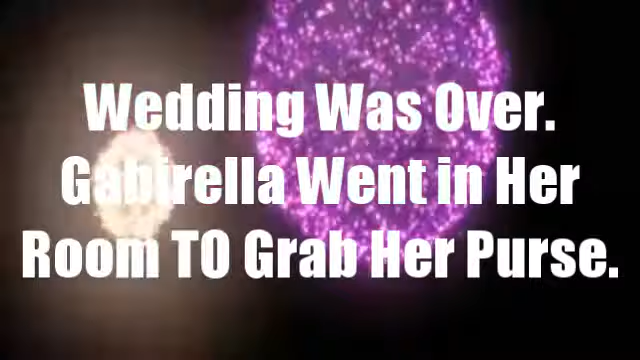 Wedding Was Over.
Gabirella Went in Her
Room TO Grab Her Purse.